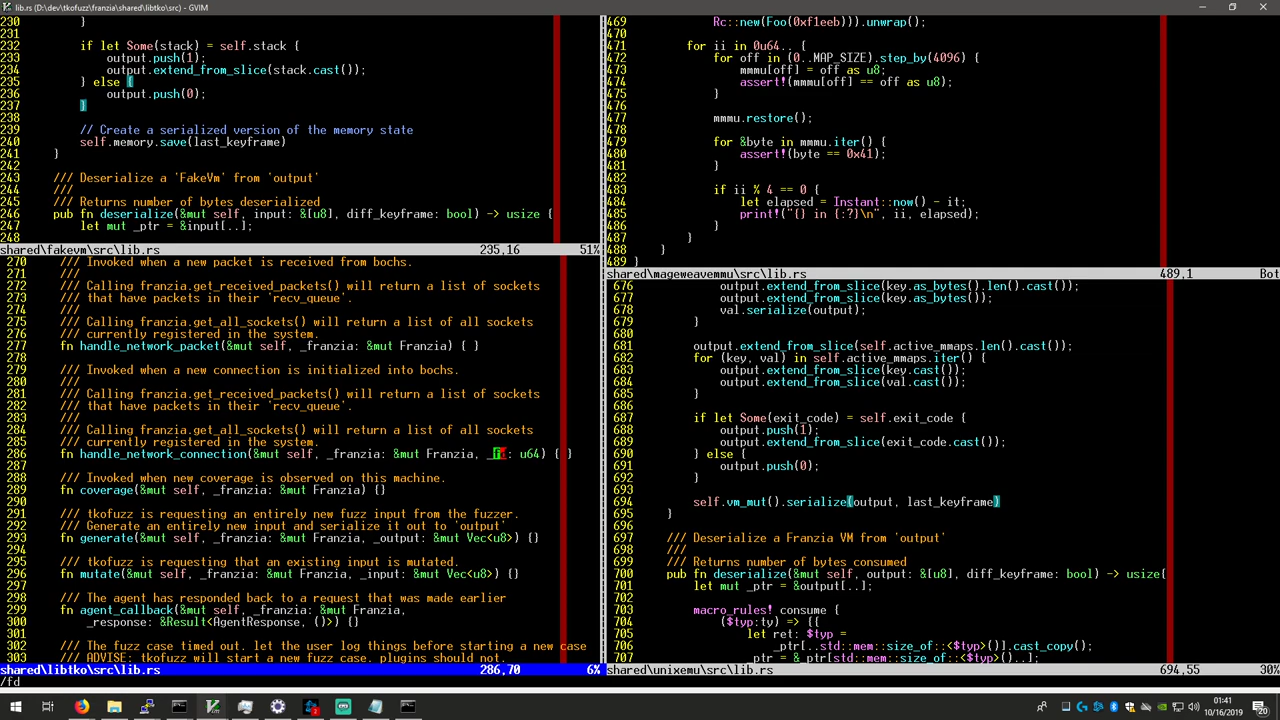 lib.rs (D:\dev\tkofuzz\franzia\shared\libtko\src) - GVIM
230         }
231
232         if let Some(stack) = self.stack {
233             output.push(1);
234             output.extend_from_slice(stack.cast());
235         } else {
236             output.push(0);
237         }
238
239         // Create a serialized version of the memory state
240         self.memory.save(last_keyframe)
241     }
242
243     /// Deserialize a 'FakeVm' from 'output'
244     ///
245     /// Returns number of bytes deserialized
246     pub fn deserialize(&mut self, input: &[u8], diff_keyframe: bool) -> usize {
247         let mut _ptr = &input[..];
248
shared\fakevm\src\lib.rs 235,16 51%
270     /// Invoked when a new packet is received from bochs.
271     ///
272     /// Calling franzia.get_received_packets() will return a list of sockets
273     /// that have packets in their 'recv_queue'.
274     ///
275     /// Calling franzia.get_all_sockets() will return a list of all sockets
276     /// currently registered in the system.
277     fn handle_network_packet(&mut self, _franzia: &mut Franzia) { }
278
279     /// Invoked when a new connection is initialized into bochs.
280     ///
281     /// Calling franzia.get_received_packets() will return a list of sockets
282     /// that have packets in their 'recv_queue'.
283     ///
284     /// Calling franzia.get_all_sockets() will return a list of all sockets
285     /// currently registered in the system.
286     fn handle_network_connection(&mut self, _franzia: &mut Franzia, _fd: u64) { }
287
288     /// Invoked when new coverage is observed on this machine.
289     fn coverage(&mut self, _franzia: &mut Franzia) {}
290
291     /// tkofuzz is requesting an entirely new fuzz input from the fuzzer.
292     /// Generate an entirely new input and serialize it out to 'output'
293     fn generate(&mut self, _franzia: &mut Franzia, _output: &mut Vec<u8>) {}
294
295     /// tkofuzz is requesting that an existing input is mutated.
296     fn mutate(&mut self, _franzia: &mut Franzia, _input: &mut Vec<u8>) {}
297
298     /// The agent has responded back to a request that was made earlier
299     fn agent_callback(&mut self, _franzia: &mut Franzia,
300         _response: &Result<AgentResponse, ()>) {}
301
302     /// The fuzz case timed out. let the user log things before starting a new case
303     /// ADVISE: tkofuzz will start a new fuzz case. plugins should not.
shared\libtko\src\lib.rs 286,70 6%
/fd
469             Rc::new(Foo(0xf1eeb))).unwrap();
470
471         for ii in 0u64.. {
472             for off in (0..MAP_SIZE).step_by(4096) {
473                 mmmu[off] = off as u8;
474                 assert!(mmmu[off] == off as u8);
475             }
476
477             mmmu.restore();
478
479             for &byte in mmmu.iter() {
480                 assert!(byte == 0x41);
481             }
482
483             if ii % 4 == 0 {
484                 let elapsed = Instant::now() - it;
485                 print!("{} in {:?}\n", ii, elapsed);
486             }
487         }
488     }
489 }
shared\mageweavemmu\src\lib.rs 489,1 Bot
676             output.extend_from_slice(key.as_bytes().len().cast());
677             output.extend_from_slice(key.as_bytes());
678             val.serialize(output);
679         }
680
681         output.extend_from_slice(self.active_mmaps.len().cast());
682         for (key, val) in self.active_mmaps.iter() {
683             output.extend_from_slice(key.cast());
684             output.extend_from_slice(val.cast());
685         }
686
687         if let Some(exit_code) = self.exit_code {
688             output.push(1);
689             output.extend_from_slice(exit_code.cast());
690         } else {
691             output.push(0);
692         }
693
694         self.vm_mut().serialize(output, last_keyframe)
695     }
696
697     /// Deserialize a Franzia VM from 'output'
698     ///
699     /// Returns number of bytes consumed
700     pub fn deserialize(&mut self, output: &[u8], diff_keyframe: bool) -> usize{
701         let mut _ptr = &output[..];
702
703         macro_rules! consume {
704             ($typ:ty) => {{
705                 let ret: $typ =
706                     _ptr[..std::mem::size_of::<$typ>()].cast_copy();
707                 _ptr = &_ptr[std::mem::size_of::<$typ>()..];
shared\unixemu\src\lib.rs 694,55 30%
01:41
10/16/2019
20